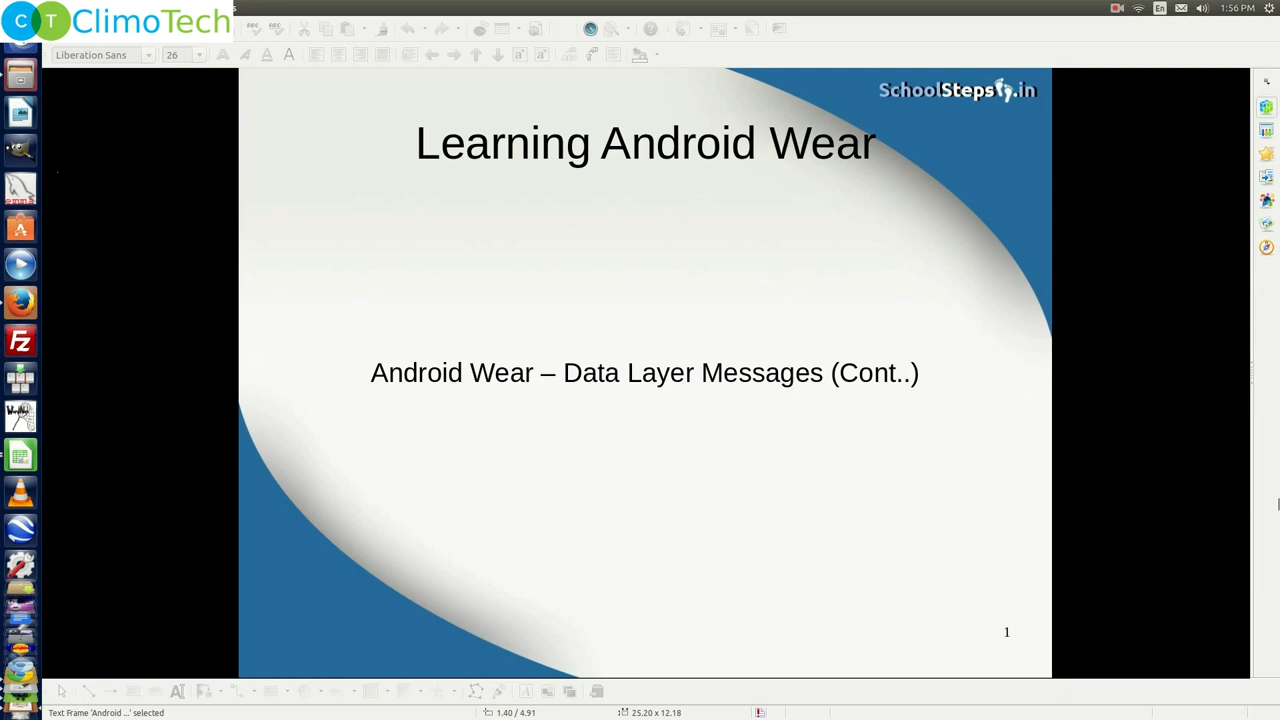 CT ClimoTech
En
1:56 PM
Liberation Sans
26
SchoolSteps.in
Learning Android Wear
Android Wear – Data Layer Messages (Cont..)
1
Text Frame 'Android ...' selected
1.40 / 4.91
25.20 x 12.18